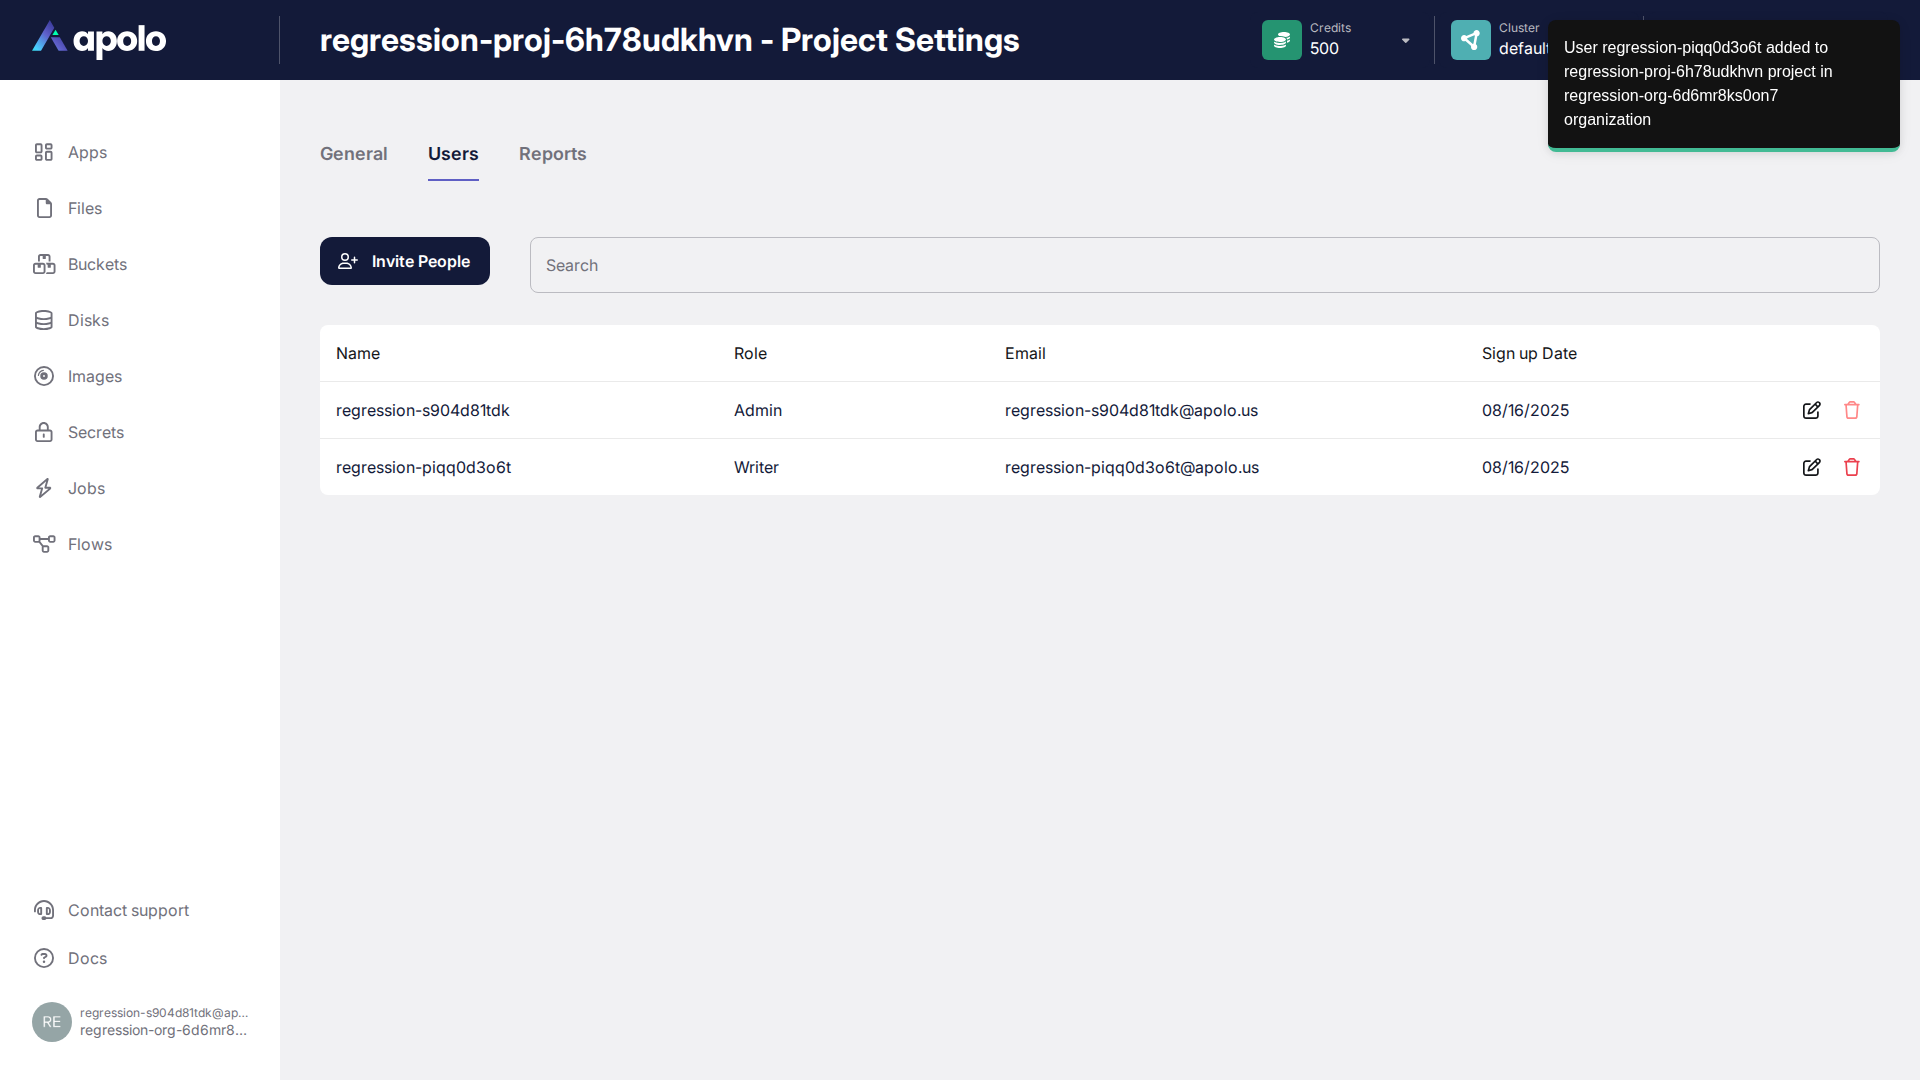 apolo
regression-proj-6h78udkhvn - Project Settings
Credits
500
Cluster
default
User regression-piqq0d3o6t added to
regression-proj-6h78udkhvn project in
regression-org-6d6mr8ks0on7
organization
Apps
Files
Buckets
Disks
Images
Secrets
Jobs
Flows
General Users Reports
Invite People
Search
Name Role Email Sign up Date
regression-s904d81tdk Admin regression-s904d81tdk@apolo.us 08/16/2025
regression-piqq0d3o6t Writer regression-piqq0d3o6t@apolo.us 08/16/2025
Contact support
Docs
RE
regression-s904d81tdk@ap...
regression-org-6d6mr8...